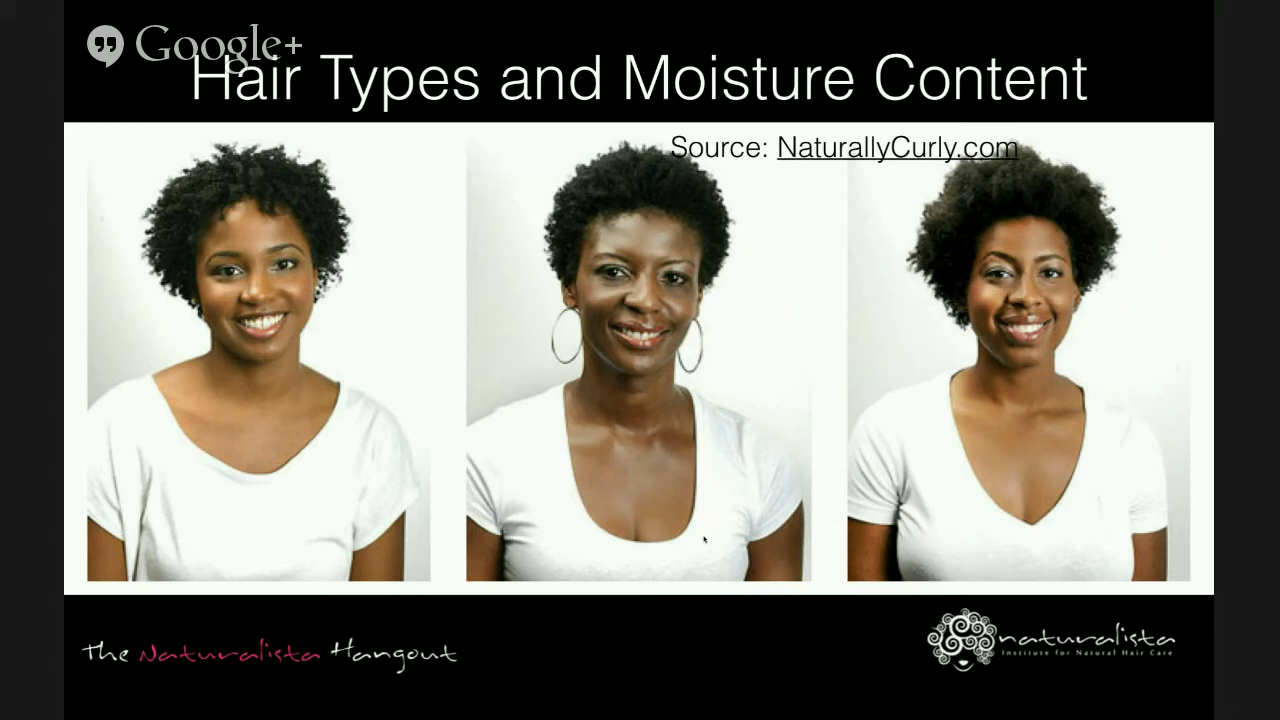 Google+
Hair Types and Moisture Content
Source: NaturallyCurly.com
The Naturalista Hangout
naturalista
Institute for Natural Hair Care